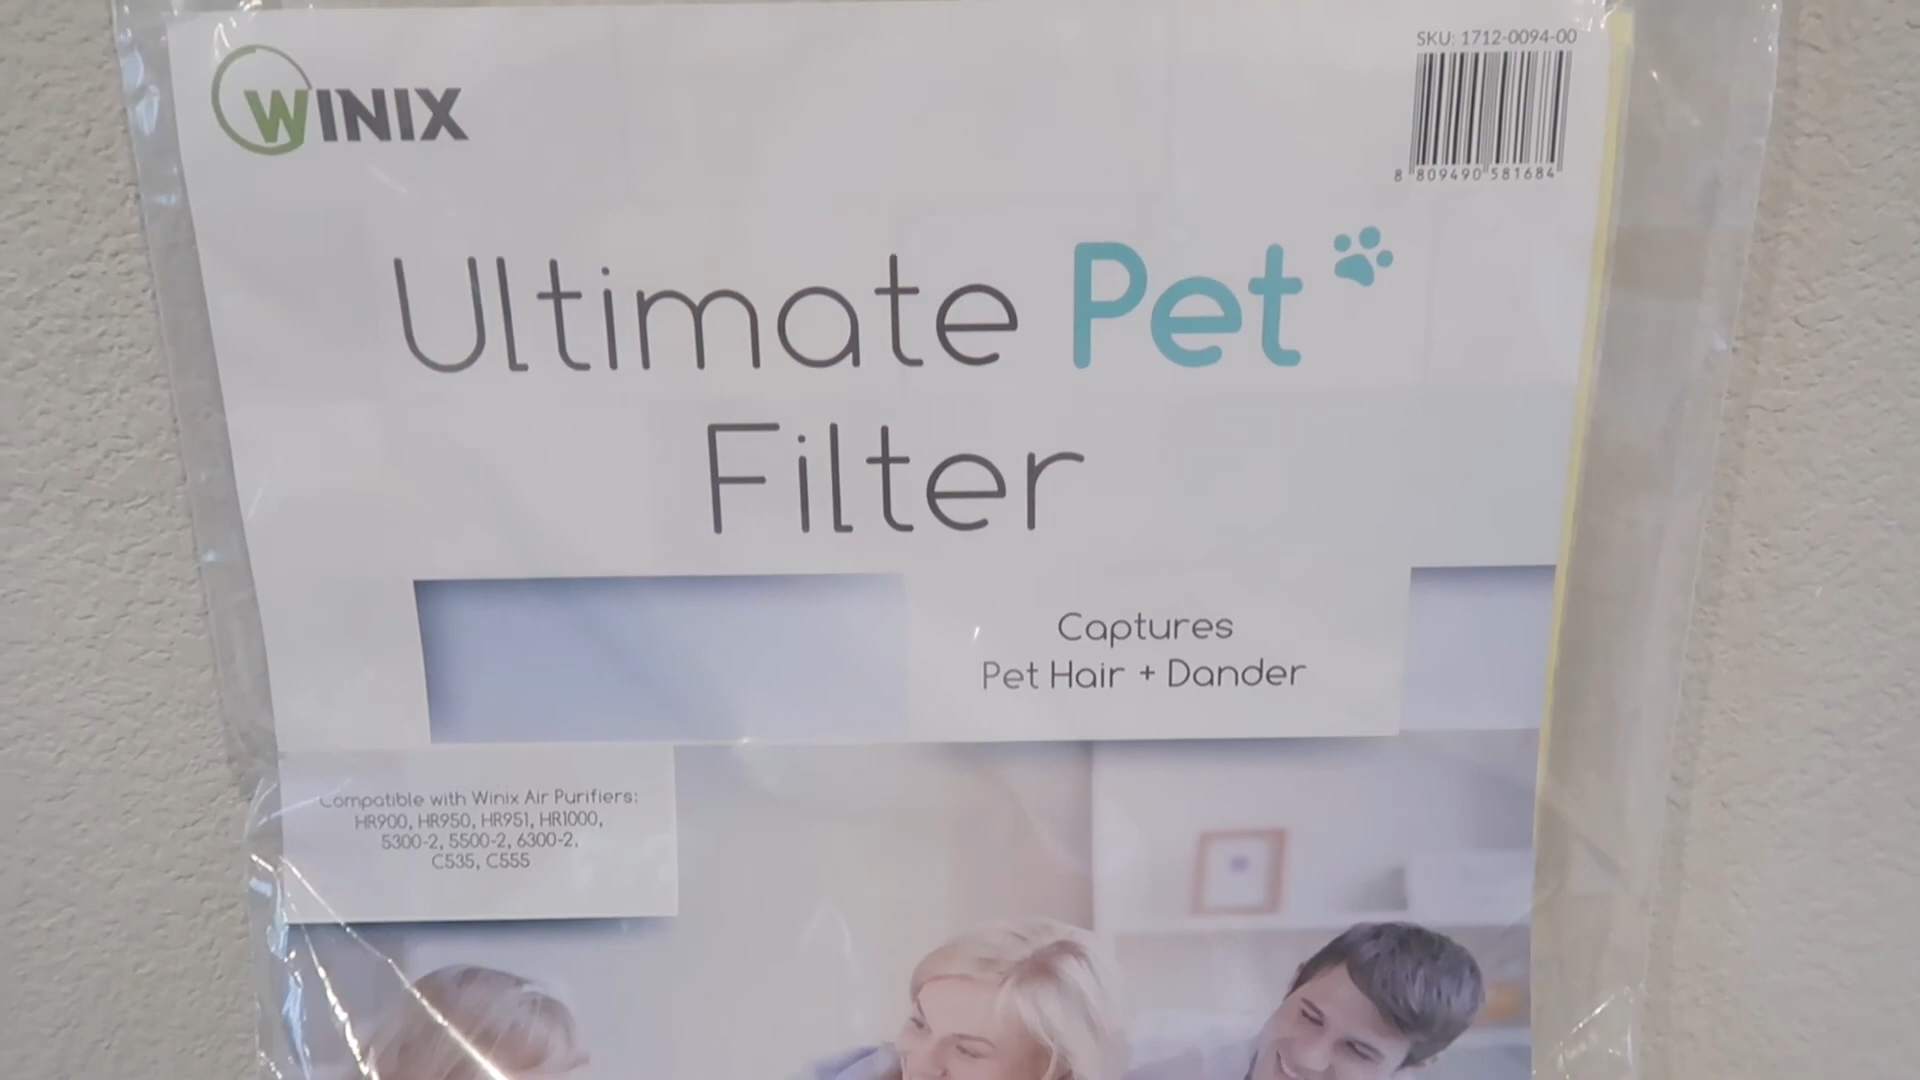 WINIX
SKU: 1712-0094-00
8 809490 581684
Ultimate Pet
Filter
Captures
Pet Hair + Dander
Compatible with Winix Air Purifiers:
HR900, HR950, HR951, HR1000,
5300-2, 5500-2, 6300-2,
C535, C555